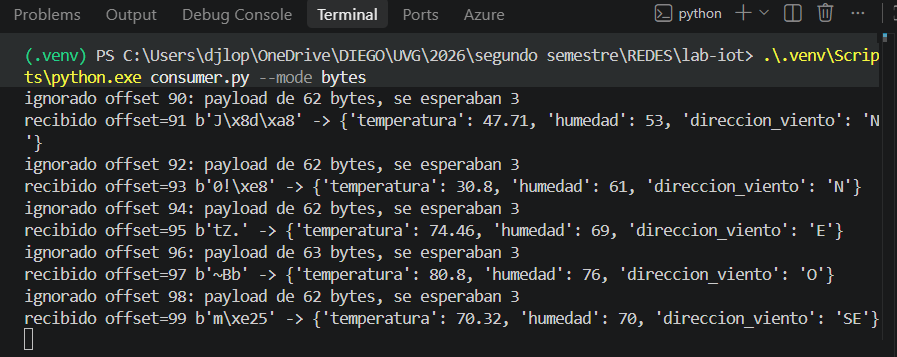 Problems Output Debug Console Terminal Ports Azure python
(.venv) PS C:\Users\djlop\OneDrive\DIEGO\UVG\2026\segundo semestre\REDES\lab-iot> .\.venv\Scrip
ts\python.exe consumer.py --mode bytes
ignorado offset 90: payload de 62 bytes, se esperaban 3
recibido offset=91 b'J\x8d\xa8' -> {'temperatura': 47.71, 'humedad': 53, 'direccion_viento': 'N
'}
ignorado offset 92: payload de 62 bytes, se esperaban 3
recibido offset=93 b'0!\xe8' -> {'temperatura': 30.8, 'humedad': 61, 'direccion_viento': 'N'}
ignorado offset 94: payload de 62 bytes, se esperaban 3
recibido offset=95 b'tZ.' -> {'temperatura': 74.46, 'humedad': 69, 'direccion_viento': 'E'}
ignorado offset 96: payload de 63 bytes, se esperaban 3
recibido offset=97 b'~Bb' -> {'temperatura': 80.8, 'humedad': 76, 'direccion_viento': 'O'}
ignorado offset 98: payload de 62 bytes, se esperaban 3
recibido offset=99 b'm\xe25' -> {'temperatura': 70.32, 'humedad': 70, 'direccion_viento': 'SE'}